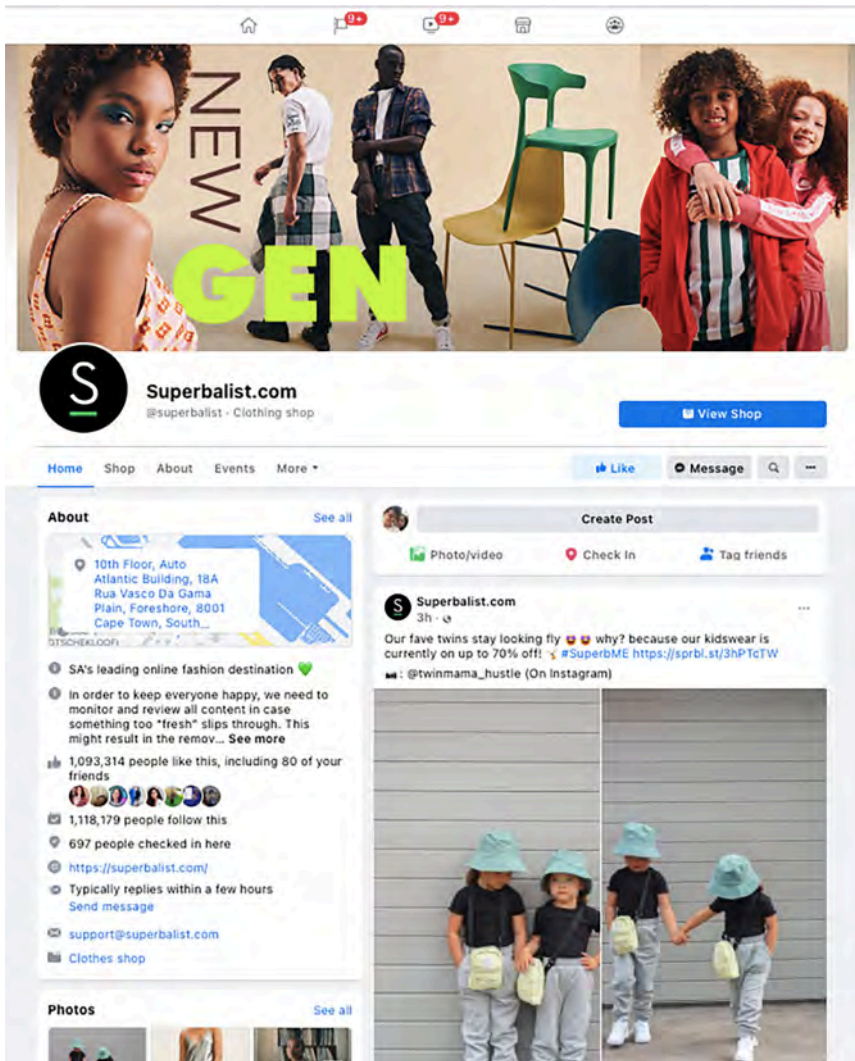 9+
9+
NEW
GEN
S
Superbalist.com
@superbalist · Clothing shop
View Shop
Home
Shop
About
Events
More
Like
Message
About
See all
10th Floor, Auto
Atlantic Building, 18A
Rua Vasco Da Gama
Plain, Foreshore, 8001
Cape Town, South...
SA's leading online fashion destination 💚
In order to keep everyone happy, we need to
monitor and review all content in case
something too "fresh" slips through. This
might result in the remov... See more
1,093,314 people like this, including 80 of your
friends
1,118,179 people follow this
697 people checked in here
https://superbalist.com/
Typically replies within a few hours
Send message
support@superbalist.com
Clothes shop
Photos
See all
Create Post
Photo/video
Check In
Tag friends
S
Superbalist.com
3h ·
Our fave twins stay looking fly why? because our kidswear is
currently on up to 70% off! #SuperbME https://sprbl.st/3hPTcTW
: @twinmama_hustle (On Instagram)